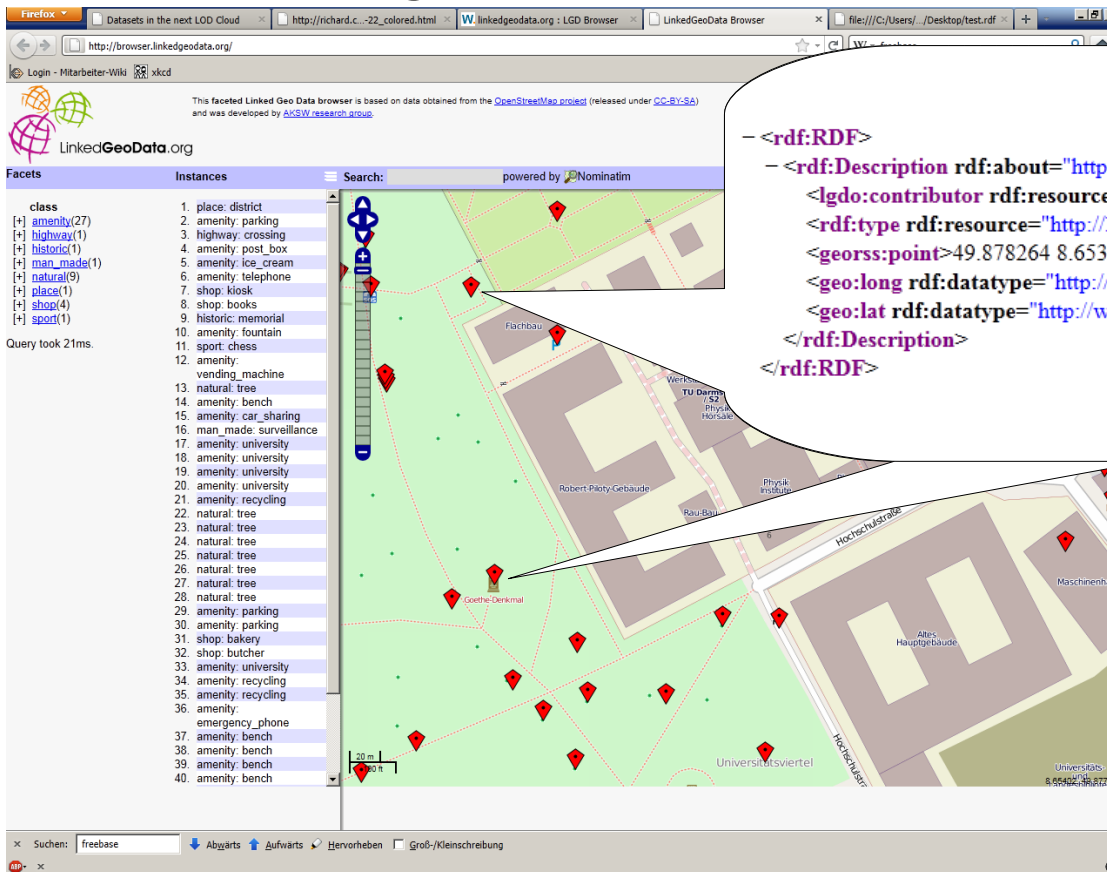 Firefox
Datasets in the next LOD Cloud
http://richard.c...-22_colored.html
linkedgeodata.org : LGD Browser
LinkedGeoData Browser
file:///C:/Users/.../Desktop/test.rdf
http://browser.linkedgeodata.org/
Login - Mitarbeiter-Wiki xkcd
This faceted Linked Geo Data browser is based on data obtained from the OpenStreetMap project (released under CC-BY-SA)
and was developed by AKSW research group.
LinkedGeoData.org
Facets
Instances
Search:
powered by Nominatim
class
[+] amenity(27)
[+] highway(1)
[+] historic(1)
[+] man_made(1)
[+] natural(9)
[+] place(1)
[+] shop(4)
[+] sport(1)
Query took 21ms.
1. place: district
2. amenity: parking
3. highway: crossing
4. amenity: post_box
5. amenity: ice_cream
6. amenity: telephone
7. shop: kiosk
8. shop: books
9. historic: memorial
10. amenity: fountain
11. sport: chess
12. amenity:
vending_machine
13. natural: tree
14. amenity: bench
15. amenity: car_sharing
16. man_made: surveillance
17. amenity: university
18. amenity: university
19. amenity: university
20. amenity: university
21. amenity: recycling
22. natural: tree
23. natural: tree
24. natural: tree
25. natural: tree
26. natural: tree
27. natural: tree
28. natural: tree
29. amenity: parking
30. amenity: parking
31. shop: bakery
32. shop: butcher
33. amenity: university
34. amenity: recycling
35. amenity: recycling
36. amenity:
emergency_phone
37. amenity: bench
38. amenity: bench
39. amenity: bench
40. amenity: bench
− <rdf:RDF>
− <rdf:Description rdf:about="http
<lgdo:contributor rdf:resource
<rdf:type rdf:resource="http://
<georss:point>49.878264 8.653
<geo:long rdf:datatype="http://
<geo:lat rdf:datatype="http://w
</rdf:Description>
</rdf:RDF>
Flachbau
TU Darms
/ S2
Physik
Hörsäle
Robert-Piloty-Gebäude
Physik
Institute
Rau-Bau
6
Hochschulstraße
Goethe-Denkmal
Altes
Hauptgebäude
Maschinenh
Hochschulstraße
Universitätsviertel
Universitäts
und
20 m
Suchen: freebase Abwärts Aufwärts Hervorheben Groß-/Kleinschreibung
ABP